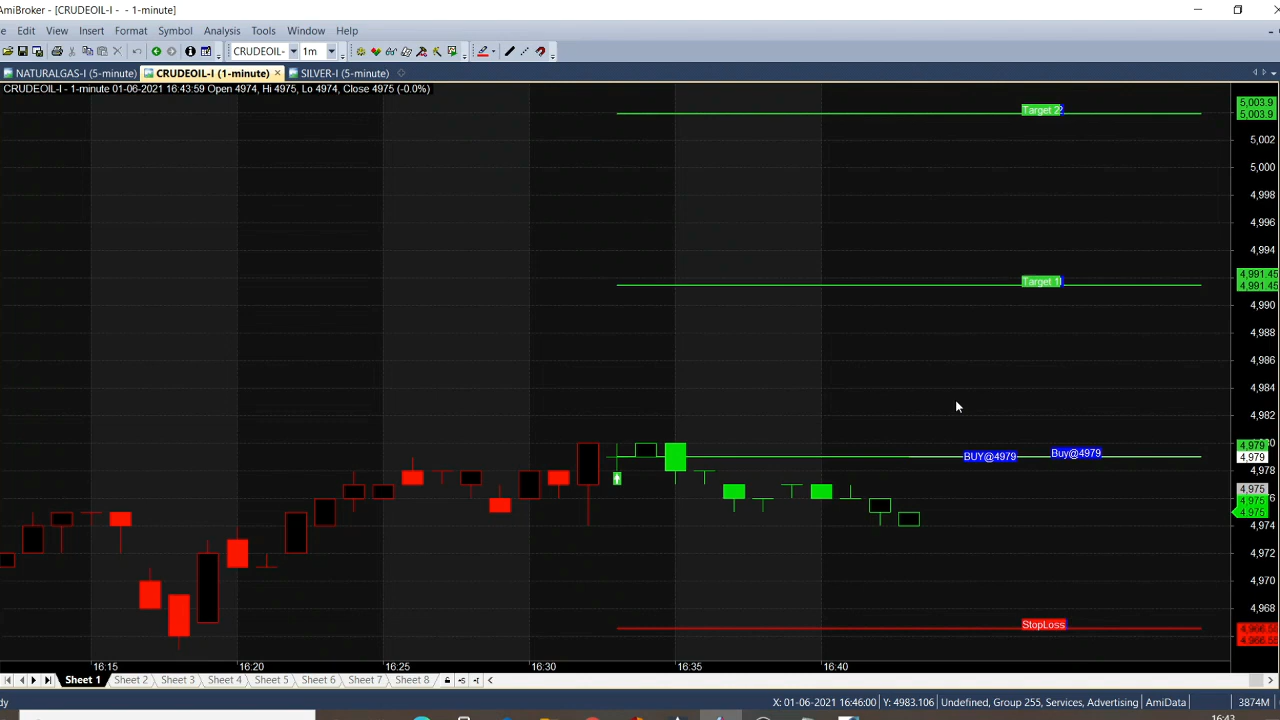 AmiBroker - [CRUDEOIL-I - - 1-minute]
Edit View Insert Format Symbol Analysis Tools Window Help
CRUDEOIL- 1m
NATURALGAS-I (5-minute) CRUDEOIL-I (1-minute) SILVER-I (5-minute)
CRUDEOIL-I - 1-minute 01-06-2021 16:43:59 Open 4974, Hi 4975, Lo 4974, Close 4975 (-0.0%)
5,003.9
Target 2
5,003.9
5,002
5,000
4,998
4,996
4,994
4,991.45
Target 1
4,991.45
4,990
4,988
4,986
4,984
4,982
4,979
BUY@4979 Buy@4979 4,979
4,978
4,975
4,975
4,975
4,974
4,972
4,970
4,968
StopLoss
16:15 16:20 16:25 16:30 16:35 16:40
Sheet 1 Sheet 2 Sheet 3 Sheet 4 Sheet 5 Sheet 6 Sheet 7 Sheet 8
X: 01-06-2021 16:46:00 Y: 4983.106 Undefined, Group 255, Services, Advertising AmiData 3874M